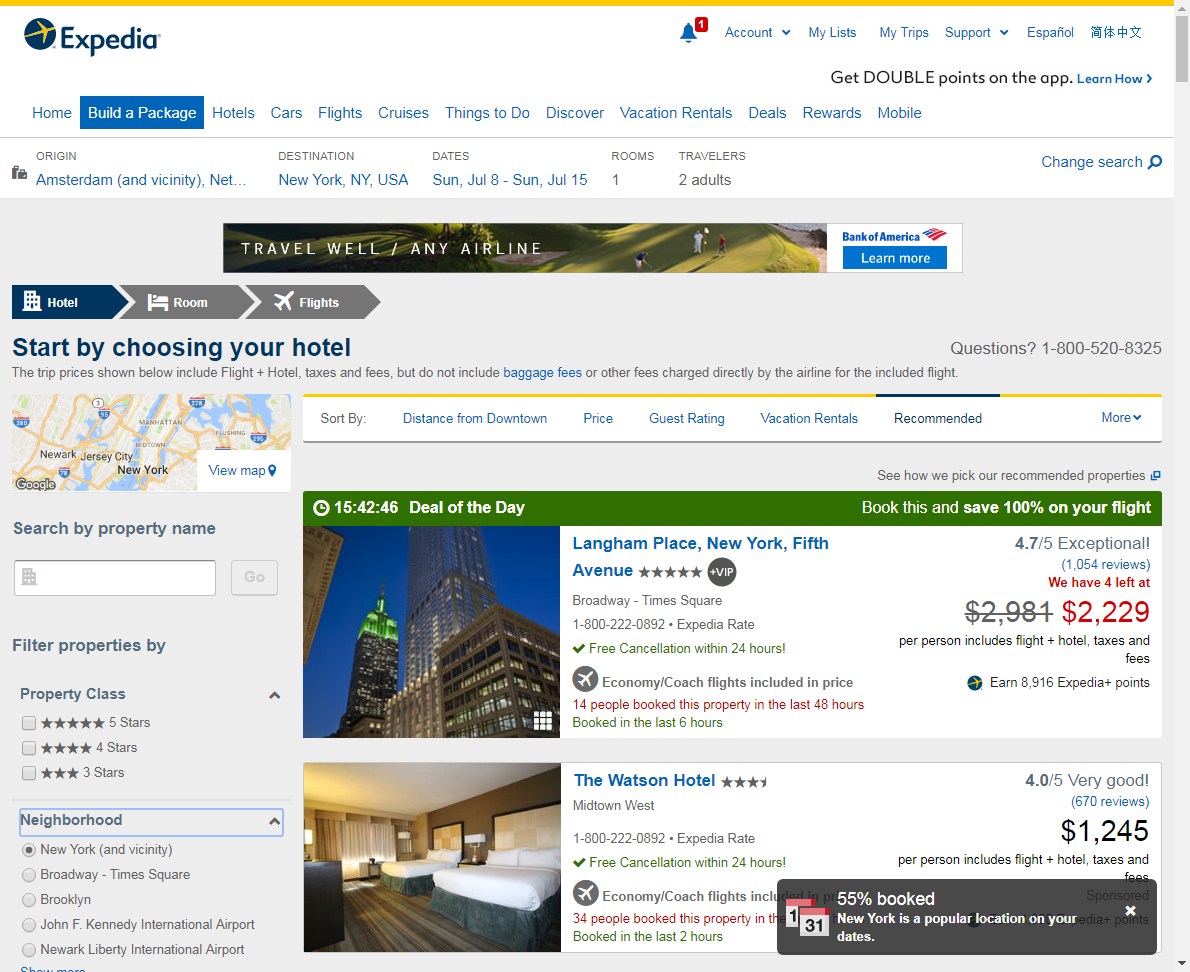 Expedia
1
Account
My Lists
My Trips
Support
Español
简体中文
Get DOUBLE points on the app. Learn How
Home
Build a Package
Hotels
Cars
Flights
Cruises
Things to Do
Discover
Vacation Rentals
Deals
Rewards
Mobile
ORIGIN
Amsterdam (and vicinity), Net...
DESTINATION
New York, NY, USA
DATES
Sun, Jul 8 - Sun, Jul 15
ROOMS
1
TRAVELERS
2 adults
Change search
TRAVEL WELL / ANY AIRLINE
Bank of America
Learn more
Hotel
Room
Flights
Start by choosing your hotel
Questions? 1-800-520-8325
The trip prices shown below include Flight + Hotel, taxes and fees, but do not include baggage fees or other fees charged directly by the airline for the included flight.
3
278
95
280
MANHATTAN
FLUSHING
295
MIDTOWN
Newark
Jersey City
New York
78
Google
View map
Sort By:
Distance from Downtown
Price
Guest Rating
Vacation Rentals
Recommended
More
See how we pick our recommended properties
Search by property name
Go
Filter properties by
Property Class
5 Stars
4 Stars
3 Stars
Neighborhood
New York (and vicinity)
Broadway - Times Square
Brooklyn
John F. Kennedy International Airport
Newark Liberty International Airport
Show more
15:42:46 Deal of the Day
Book this and save 100% on your flight
Langham Place, New York, Fifth
Avenue
+VIP
Broadway - Times Square
1-800-222-0892 • Expedia Rate
Free Cancellation within 24 hours!
Economy/Coach flights included in price
14 people booked this property in the last 48 hours
Booked in the last 6 hours
4.7/5 Exceptional!
(1,054 reviews)
We have 4 left at
$2,981 $2,229
per person includes flight + hotel, taxes and
fees
Earn 8,916 Expedia+ points
The Watson Hotel
Midtown West
1-800-222-0892 • Expedia Rate
Free Cancellation within 24 hours!
Economy/Coach flights included in price
34 people booked this property in the
Booked in the last 2 hours
4.0/5 Very good!
(670 reviews)
$1,245
per person includes flight + hotel, taxes and
fees
Sponsored
Expedia+ points
1
31
55% booked
New York is a popular location on your
dates.